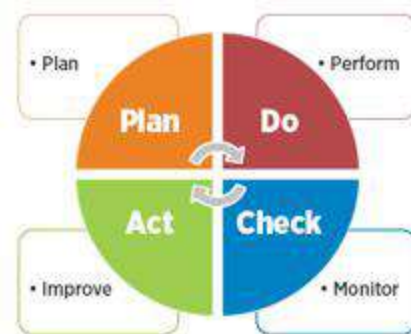 • Plan
• Perform
Plan
Do
Act
Check
• Improve
• Monitor